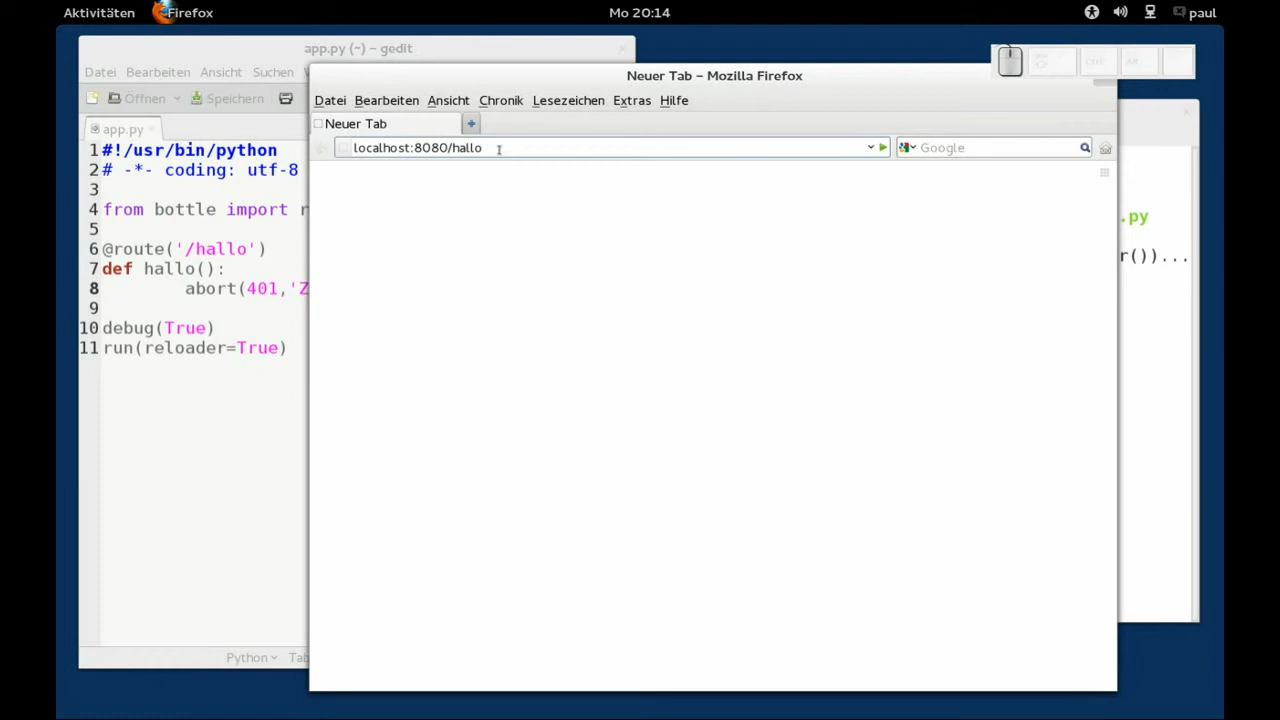 Aktivitäten Firefox Mo 20:14 paul
app.py (~) – gedit
Datei Bearbeiten Ansicht Suchen
Öffnen Speichern
app.py
1 #!/usr/bin/python
2 # -*- coding: utf-8
3
4 from bottle import r
5
6 @route('/hallo')
7 def hallo():
8 abort(401,'Z
9
10 debug(True)
11 run(reloader=True)
Python Tab
Neuer Tab – Mozilla Firefox
Datei Bearbeiten Ansicht Chronik Lesezeichen Extras Hilfe
Neuer Tab
localhost:8080/hallo Google
.py
r())...